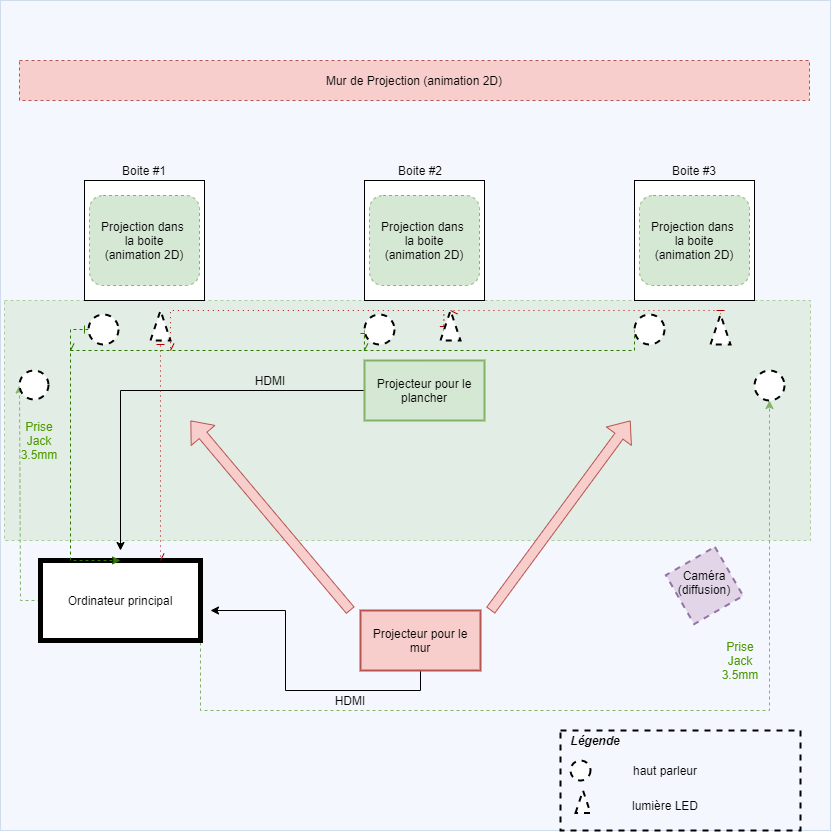 Mur de Projection (animation 2D)
Boite #1
Boite #2
Boite #3
Projection dans
la boite
(animation 2D)
Projection dans
la boite
(animation 2D)
Projection dans
la boite
(animation 2D)
HDMI
Projecteur pour le
plancher
Prise
Jack
3.5mm
Ordinateur principal
Projecteur pour le
mur
Caméra
(diffusion)
Prise
Jack
3.5mm
HDMI
Légende
haut parleur
lumière LED